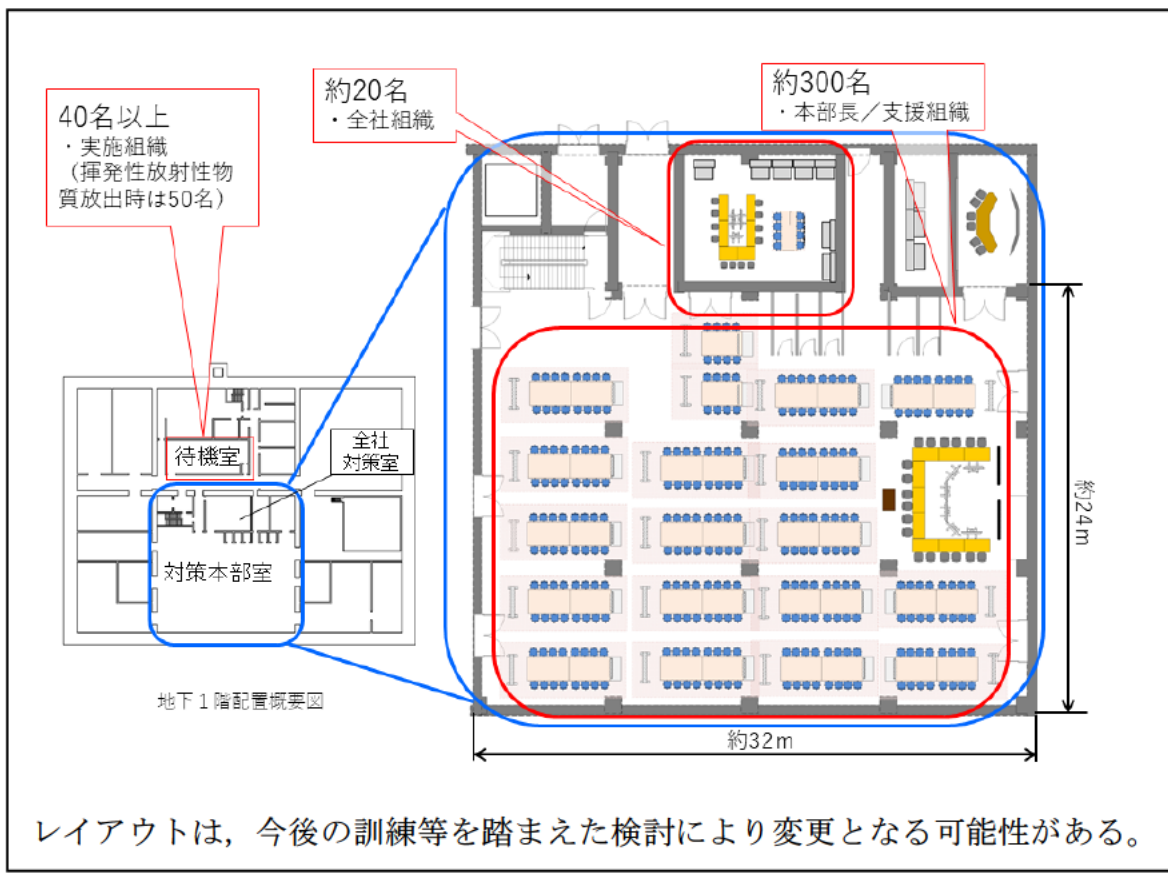 40名以上
・実施組織
（揮発性放射性物
質放出時は50名）
約20名
・全社組織
約300名
・本部長／支援組織
待機室
全社
対策室
対策本部室
地下１階配置概要図
約24m
約32m
レイアウトは，今後の訓練等を踏まえた検討により変更となる可能性がある。